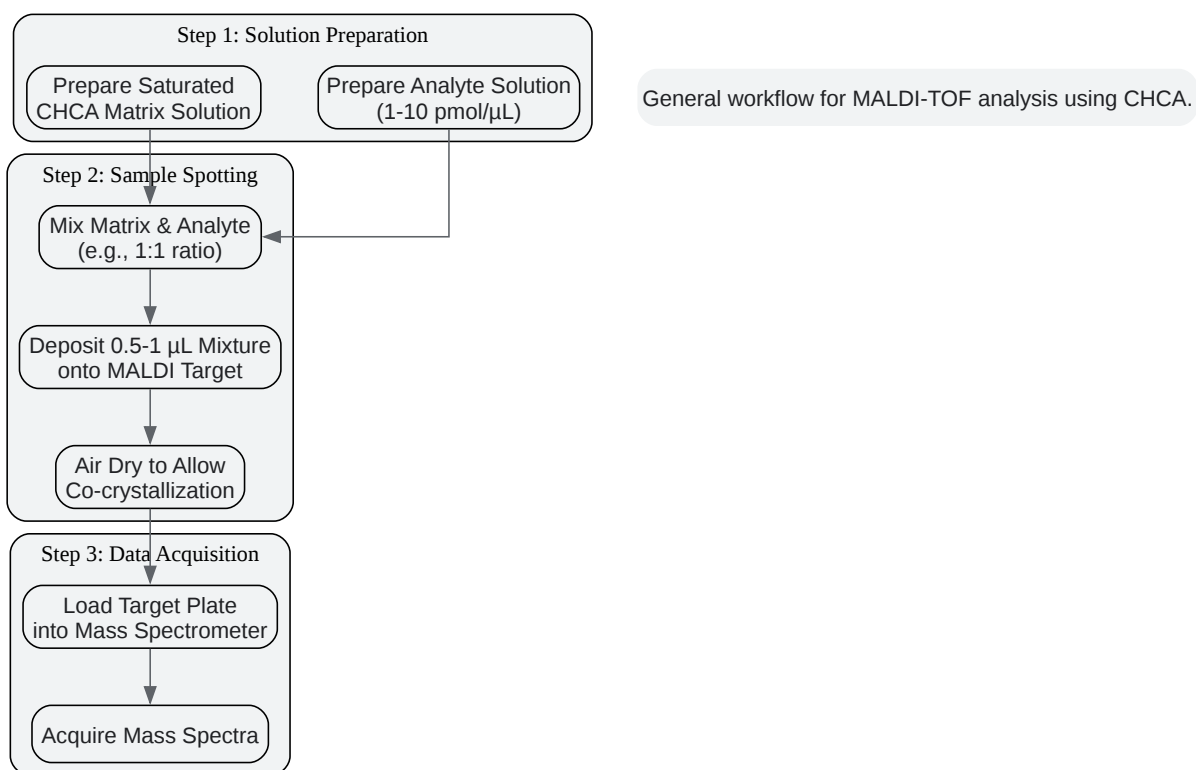 Step 1: Solution Preparation
Prepare Saturated
CHCA Matrix Solution
Prepare Analyte Solution
(1-10 pmol/µL)
General workflow for MALDI-TOF analysis using CHCA.
Step 2: Sample Spotting
Mix Matrix & Analyte
(e.g., 1:1 ratio)
Deposit 0.5-1 µL Mixture
onto MALDI Target
Air Dry to Allow
Co-crystallization
Step 3: Data Acquisition
Load Target Plate
into Mass Spectrometer
Acquire Mass Spectra